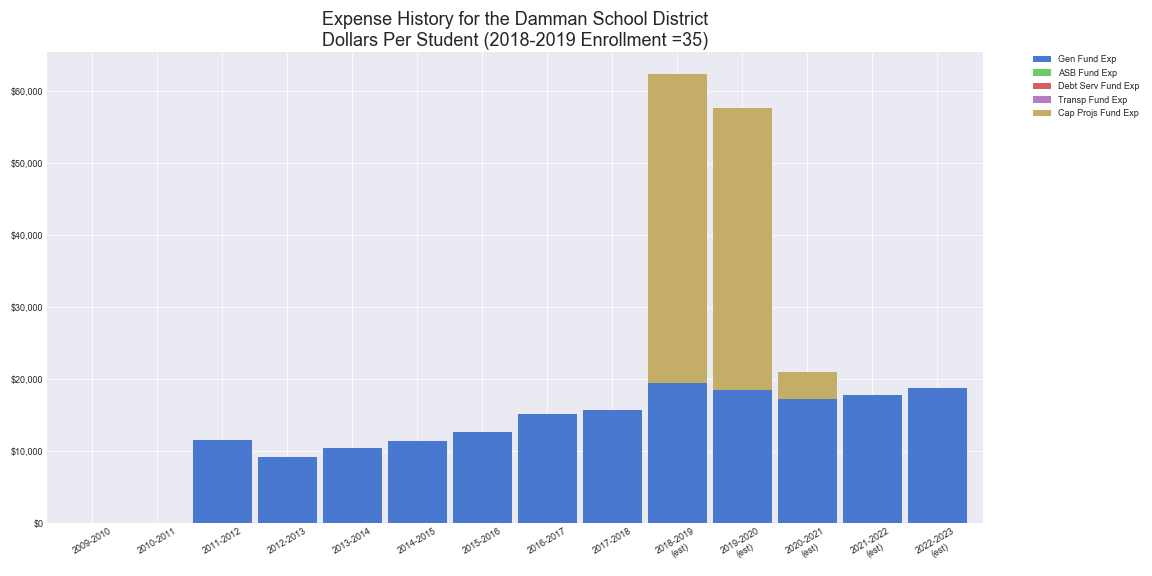 Expense History for the Damman School District
Dollars Per Student (2018-2019 Enrollment =35)
Gen Fund Exp
ASB Fund Exp
Debt Serv Fund Exp
Transp Fund Exp
Cap Projs Fund Exp
$60,000
$50,000
$40,000
$30,000
$20,000
$10,000
$0
2009-2010
2010-2011
2011-2012
2012-2013
2013-2014
2014-2015
2015-2016
2016-2017
2017-2018
2018-2019
(est)
2019-2020
(est)
2020-2021
(est)
2021-2022
(est)
2022-2023
(est)